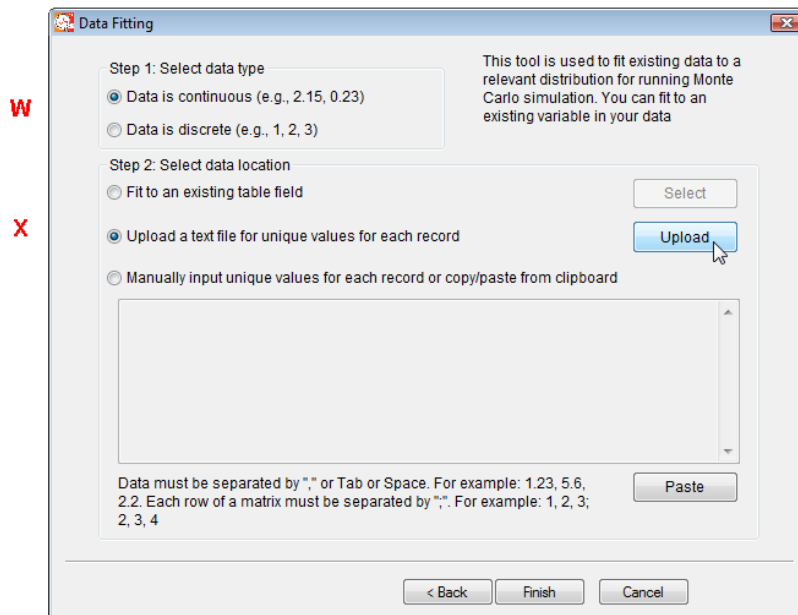 Data Fitting
Step 1: Select data type
W
Data is continuous (e.g., 2.15, 0.23)
Data is discrete (e.g., 1, 2, 3)
This tool is used to fit existing data to a
relevant distribution for running Monte
Carlo simulation. You can fit to an
existing variable in your data
Step 2: Select data location
Fit to an existing table field
Select
X
Upload a text file for unique values for each record
Upload
Manually input unique values for each record or copy/paste from clipboard
Data must be separated by "," or Tab or Space. For example: 1.23, 5.6,
2.2. Each row of a matrix must be separated by ";". For example: 1, 2, 3;
2, 3, 4
Paste
< Back
Finish
Cancel